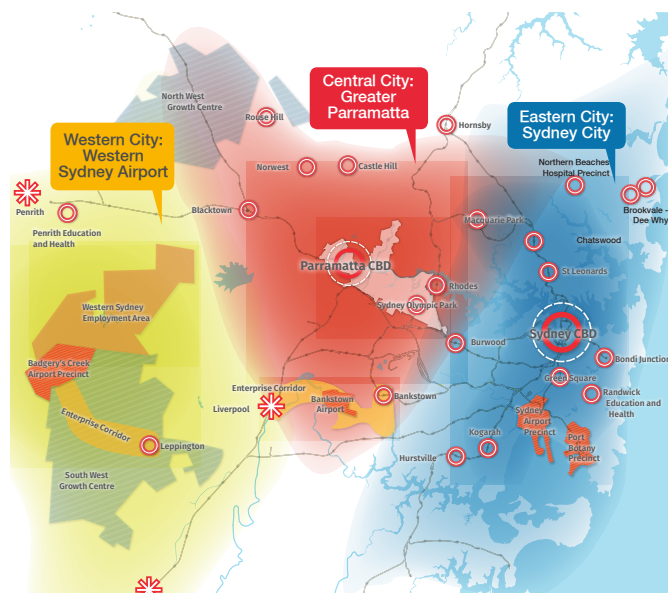 Central City:
Greater
Parramatta
Eastern City:
Sydney City
Western City:
Western
Sydney Airport
North West
Growth Centre
Rouse Hill
Hornsby
Norwest
Castle Hill
Northern Beaches
Hospital Precinct
Penrith
Penrith Education
and Health
Blacktown
Macquarie Park
Brookvale -
Dee Why
Chatswood
Parramatta CBD
St Leonards
Rhodes
Western Sydney
Employment Area
Sydney Olympic Park
Sydney CBD
Burwood
Badgery's Creek
Airport Precinct
Bondi Junction
Green Square
Enterprise Corridor
Liverpool
Bankstown
Airport
Bankstown
Randwick
Education and
Health
Enterprise Corridor
Sydney
Airport
Precinct
Leppington
Kogarah
Hurstville
Port
Botany
Precinct
South West
Growth Centre